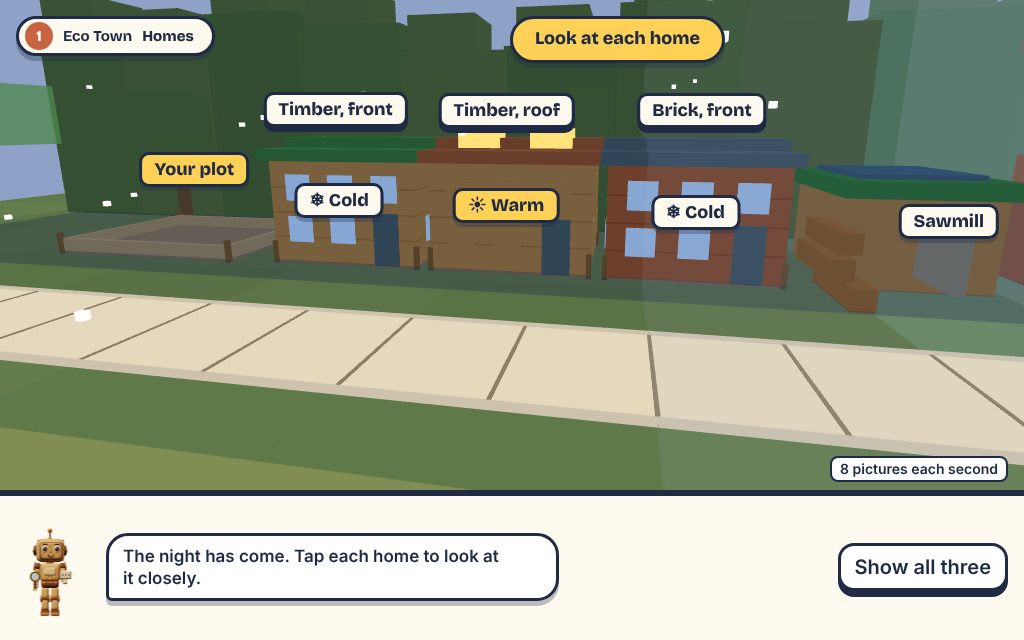 1 Eco Town Homes
Look at each home
Timber, front
Timber, roof
Brick, front
Your plot
❄ Cold
☀ Warm
❄ Cold
Sawmill
8 pictures each second
The night has come. Tap each home to look at
it closely.
Show all three